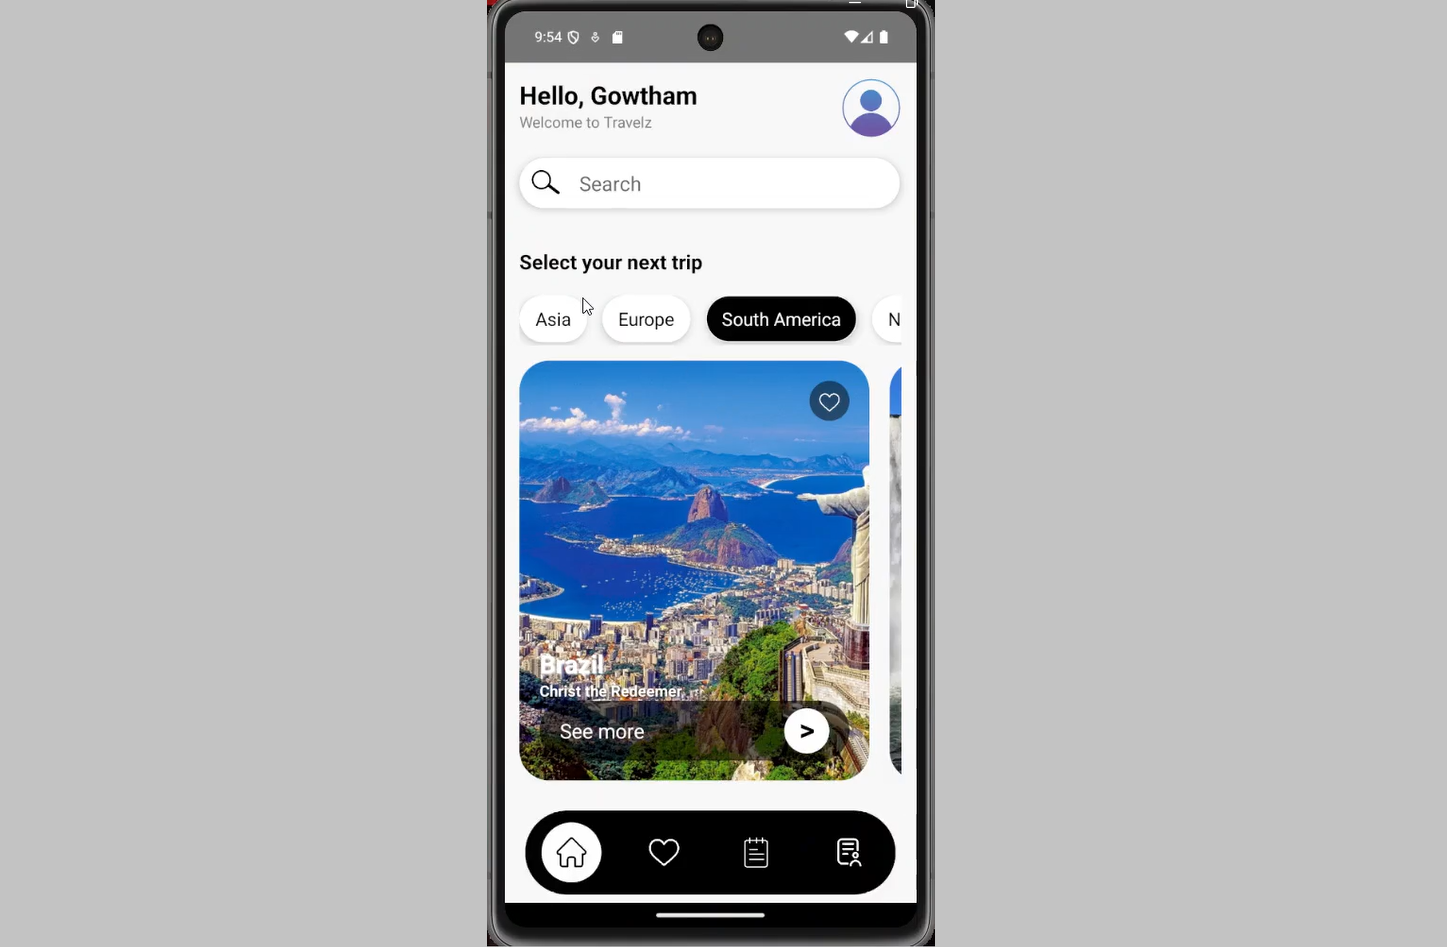 9:54
Hello, Gowtham
Welcome to Travelz
Search
Select your next trip
Asia Europe South America N
Brazil
Christ the Redeemer
See more >